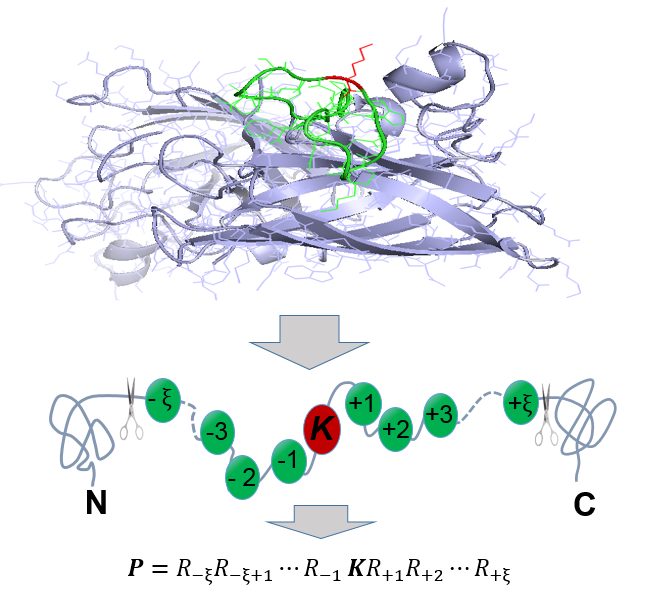 - ξ -3 - 2 -1 K +1 +2 +3 +ξ
N C
P = R₋ξR₋ξ₊₁ ⋯ R₋₁ KR₊₁R₊₂ ⋯ R₊ξ